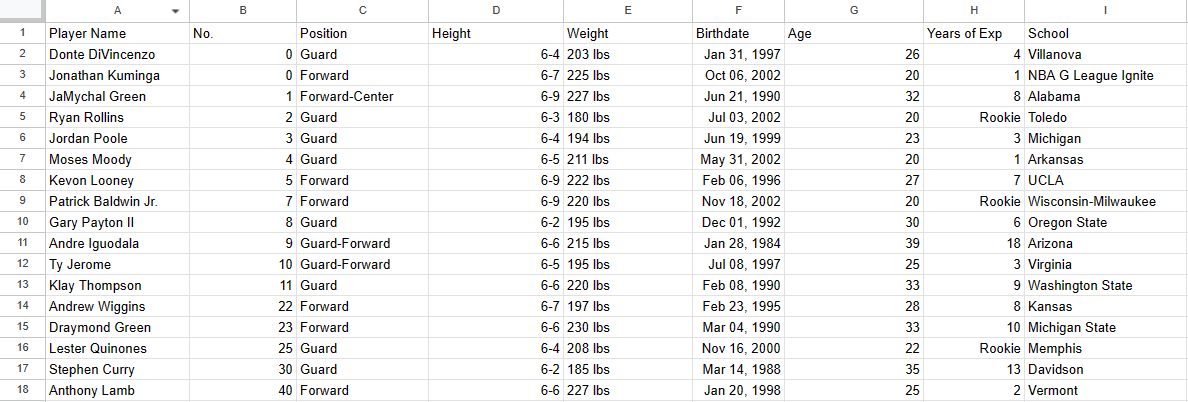 A B C D E F G H I
1 Player Name No. Position Height Weight Birthdate Age Years of Exp School
2 Donte DiVincenzo 0 Guard 6-4 203 lbs Jan 31, 1997 26 4 Villanova
3 Jonathan Kuminga 0 Forward 6-7 225 lbs Oct 06, 2002 20 1 NBA G League Ignite
4 JaMychal Green 1 Forward-Center 6-9 227 lbs Jun 21, 1990 32 8 Alabama
5 Ryan Rollins 2 Guard 6-3 180 lbs Jul 03, 2002 20 Rookie Toledo
6 Jordan Poole 3 Guard 6-4 194 lbs Jun 19, 1999 23 3 Michigan
7 Moses Moody 4 Guard 6-5 211 lbs May 31, 2002 20 1 Arkansas
8 Kevon Looney 5 Forward 6-9 222 lbs Feb 06, 1996 27 7 UCLA
9 Patrick Baldwin Jr. 7 Forward 6-9 220 lbs Nov 18, 2002 20 Rookie Wisconsin-Milwaukee
10 Gary Payton II 8 Guard 6-2 195 lbs Dec 01, 1992 30 6 Oregon State
11 Andre Iguodala 9 Guard-Forward 6-6 215 lbs Jan 28, 1984 39 18 Arizona
12 Ty Jerome 10 Guard-Forward 6-5 195 lbs Jul 08, 1997 25 3 Virginia
13 Klay Thompson 11 Guard 6-6 220 lbs Feb 08, 1990 33 9 Washington State
14 Andrew Wiggins 22 Forward 6-7 197 lbs Feb 23, 1995 28 8 Kansas
15 Draymond Green 23 Forward 6-6 230 lbs Mar 04, 1990 33 10 Michigan State
16 Lester Quinones 25 Guard 6-4 208 lbs Nov 16, 2000 22 Rookie Memphis
17 Stephen Curry 30 Guard 6-2 185 lbs Mar 14, 1988 35 13 Davidson
18 Anthony Lamb 40 Forward 6-6 227 lbs Jan 20, 1998 25 2 Vermont